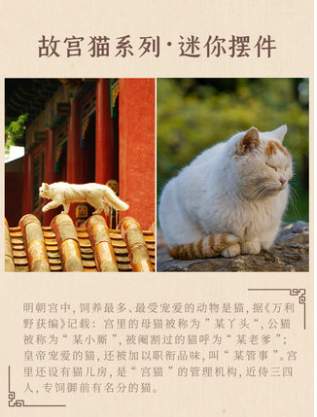 故宫猫系列·迷你摆件
明朝宫中，饲养最多、最受宠爱的动物是猫，据《万利
野获编》记载：宫里的母猫被称为”某丫头“，公猫
被称为“某小厮”，被阉割过的猫呼为“某老爹”；
皇帝宠爱的猫，还被加以职衔品味，叫“某管事”。宫
里还设有猫儿房，是“宫猫”的管理机构，近侍三四
人，专饲御前有名分的猫。